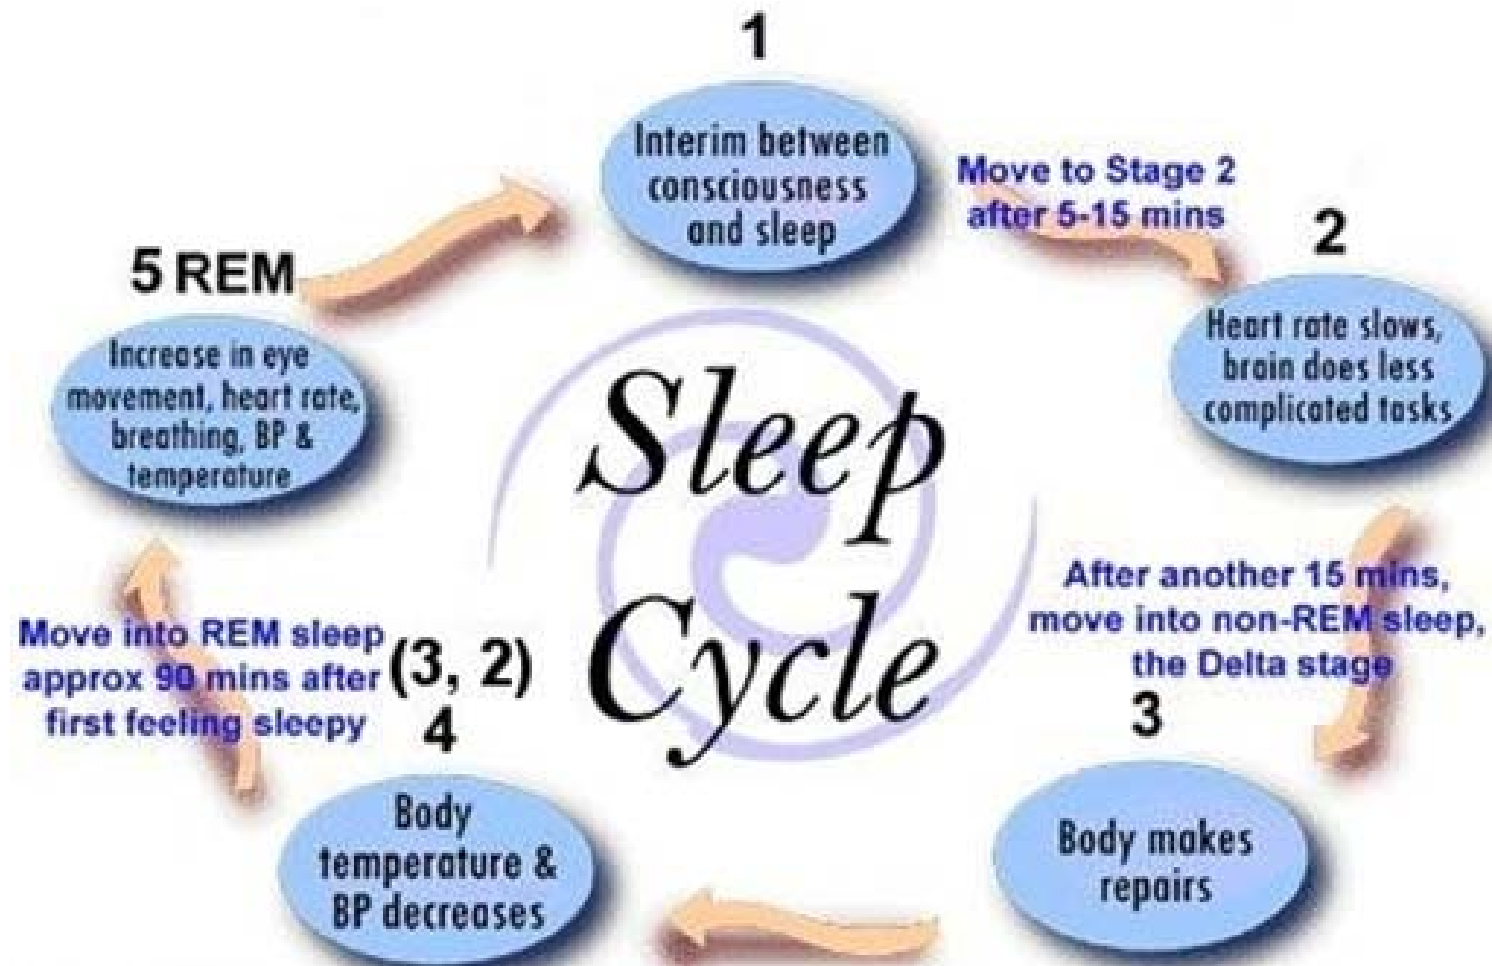 1
Interim between
consciousness
and sleep
Move to Stage 2
after 5-15 mins
2
Heart rate slows,
brain does less
complicated tasks
After another 15 mins,
move into non-REM sleep,
the Delta stage
3
Body makes
repairs
(3, 2)
4
Body
temperature &
BP decreases
Move into REM sleep
approx 90 mins after
first feeling sleepy
5 REM
Increase in eye
movement, heart rate,
breathing, BP &
temperature
Sleep
Cycle